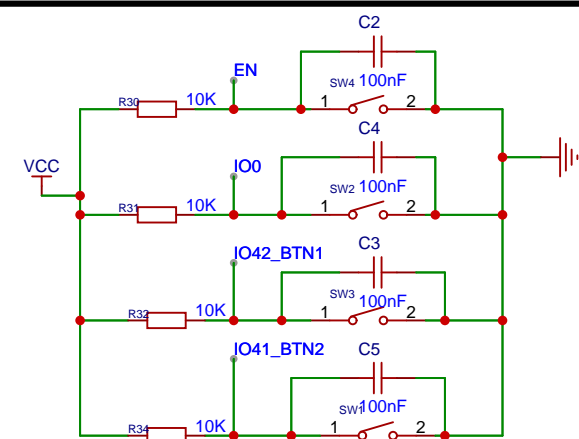 C2
EN
SW4 100nF
R30 10K 1 2
C4
VCC
IO0
SW2 100nF
R31 10K 1 2
C3
IO42_BTN1
SW3 100nF
R32 10K 1 2
IO41_BTN2 C5
SW1 100nF
R34 10K 1 2